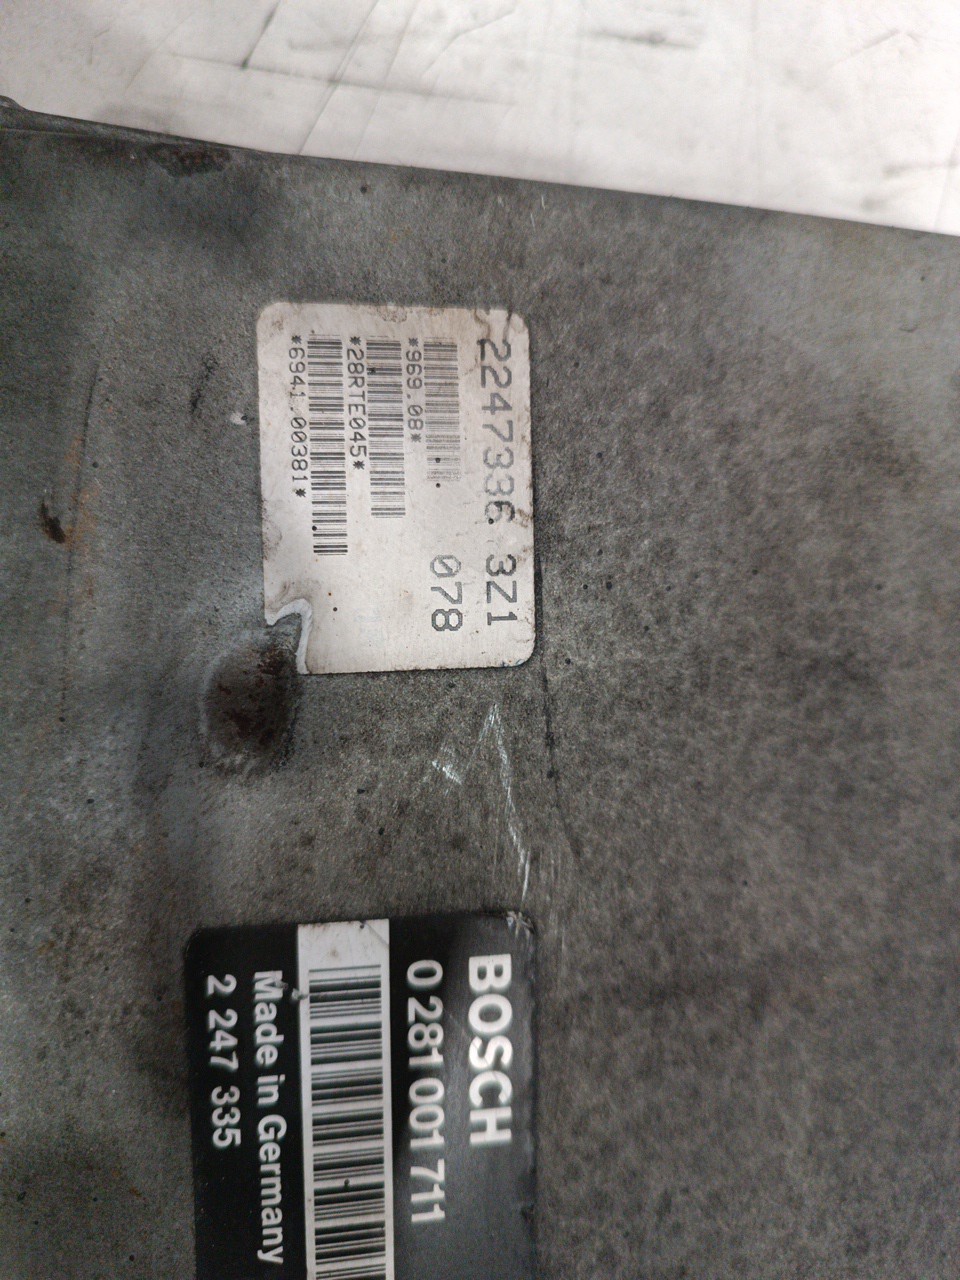 2247336 3Z1
078
*969.08*
*28RTE045*
*6941.00381*
BOSCH
0 281 001 711
Made in Germany
2 247 335